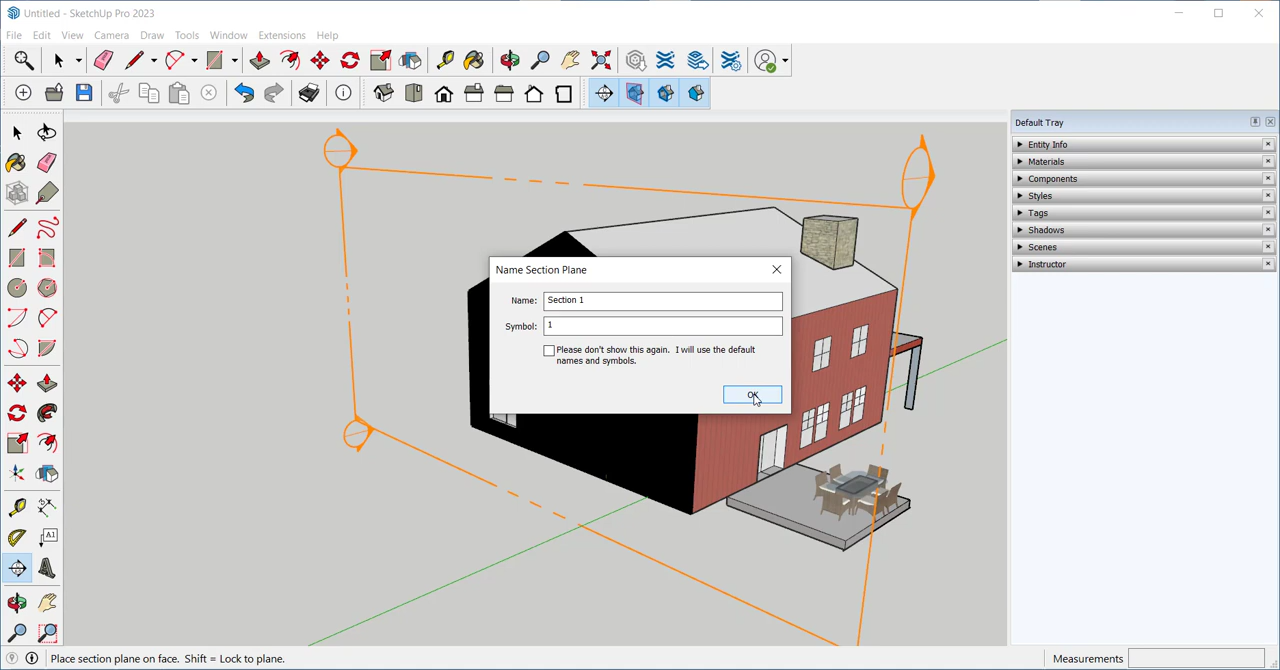 Untitled - SketchUp Pro 2023
File Edit View Camera Draw Tools Window Extensions Help
Default Tray
Entity Info
Materials
Components
Styles
Tags
Shadows
Scenes
Instructor
Name Section Plane
Name: Section 1
Symbol: 1
Please don't show this again. I will use the default
names and symbols.
OK
A1
Place section plane on face. Shift = Lock to plane.
Measurements